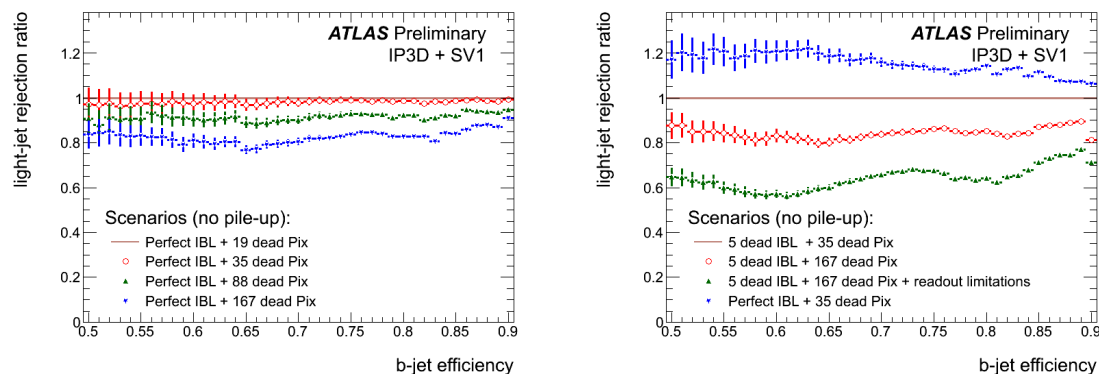 light-jet rejection ratio
ATLAS Preliminary
IP3D + SV1
1.2
1
0.8
0.6
0.4
0.2
0
Scenarios (no pile-up):
Perfect IBL + 19 dead Pix
Perfect IBL + 35 dead Pix
Perfect IBL + 88 dead Pix
Perfect IBL + 167 dead Pix
0.5 0.55 0.6 0.65 0.7 0.75 0.8 0.85 0.9
b-jet efficiency
light-jet rejection ratio
ATLAS Preliminary
IP3D + SV1
1.2
1
0.8
0.6
0.4
0.2
0
Scenarios (no pile-up):
5 dead IBL + 35 dead Pix
5 dead IBL + 167 dead Pix
5 dead IBL + 167 dead Pix + readout limitations
Perfect IBL + 35 dead Pix
0.5 0.55 0.6 0.65 0.7 0.75 0.8 0.85 0.9
b-jet efficiency